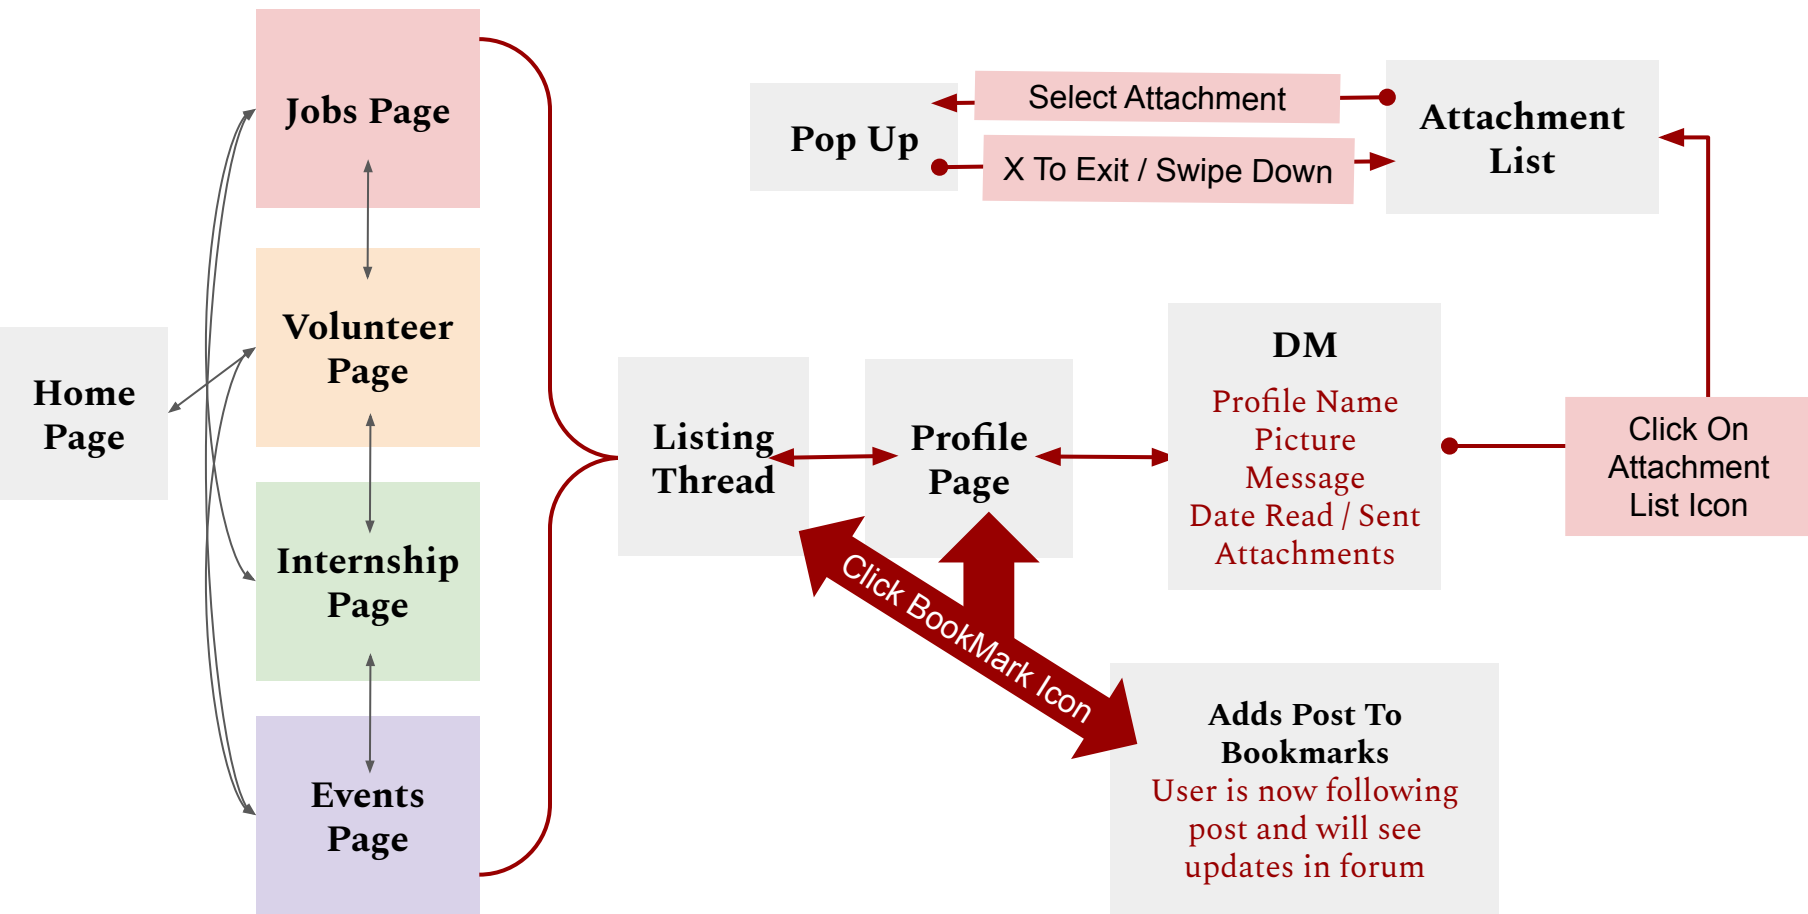 Home
Page
Jobs Page
Volunteer
Page
Internship
Page
Events
Page
Listing
Thread
Profile
Page
DM
Profile Name
Picture
Message
Date Read / Sent
Attachments
Click On
Attachment
List Icon
Attachment
List
Select Attachment
X To Exit / Swipe Down
Pop Up
Click BookMark Icon
Adds Post To
Bookmarks
User is now following
post and will see
updates in forum